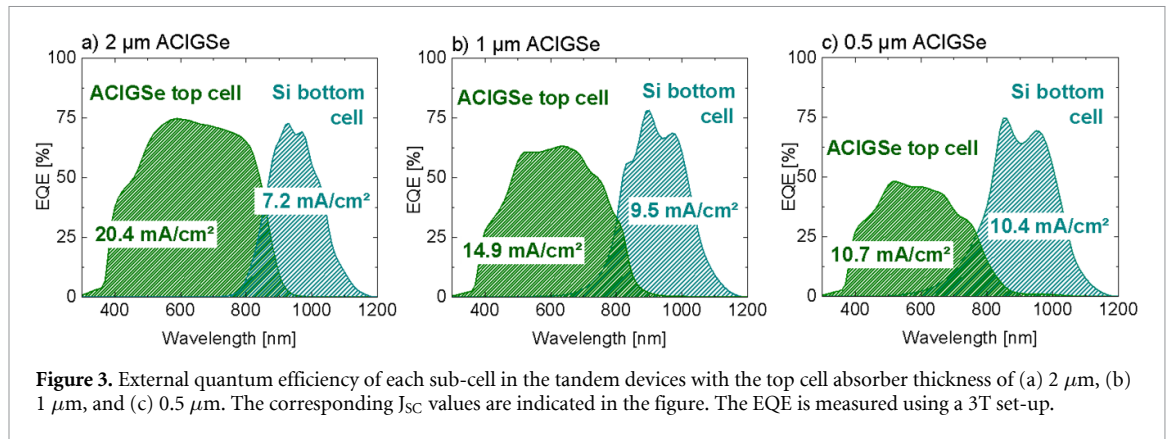 a) 2 µm ACIGSe
100
75
50
25
0
EQE [%]
ACIGSe top cell
Si bottom
cell
20.4 mA/cm²
7.2 mA/cm²
400 600 800 1000 1200
Wavelength [nm]
b) 1 µm ACIGSe
100
75
50
25
0
EQE [%]
ACIGSe top cell
Si bottom
cell
14.9 mA/cm²
9.5 mA/cm²
400 600 800 1000 1200
Wavelength [nm]
c) 0.5 µm ACIGSe
100
75
50
25
0
EQE [%]
Si bottom
cell
ACIGSe top cell
10.7 mA/cm²
10.4 mA/cm²
400 600 800 1000 1200
Wavelength [nm]
Figure 3. External quantum efficiency of each sub-cell in the tandem devices with the top cell absorber thickness of (a) 2 µm, (b)
1 µm, and (c) 0.5 µm. The corresponding JSC values are indicated in the figure. The EQE is measured using a 3T set-up.